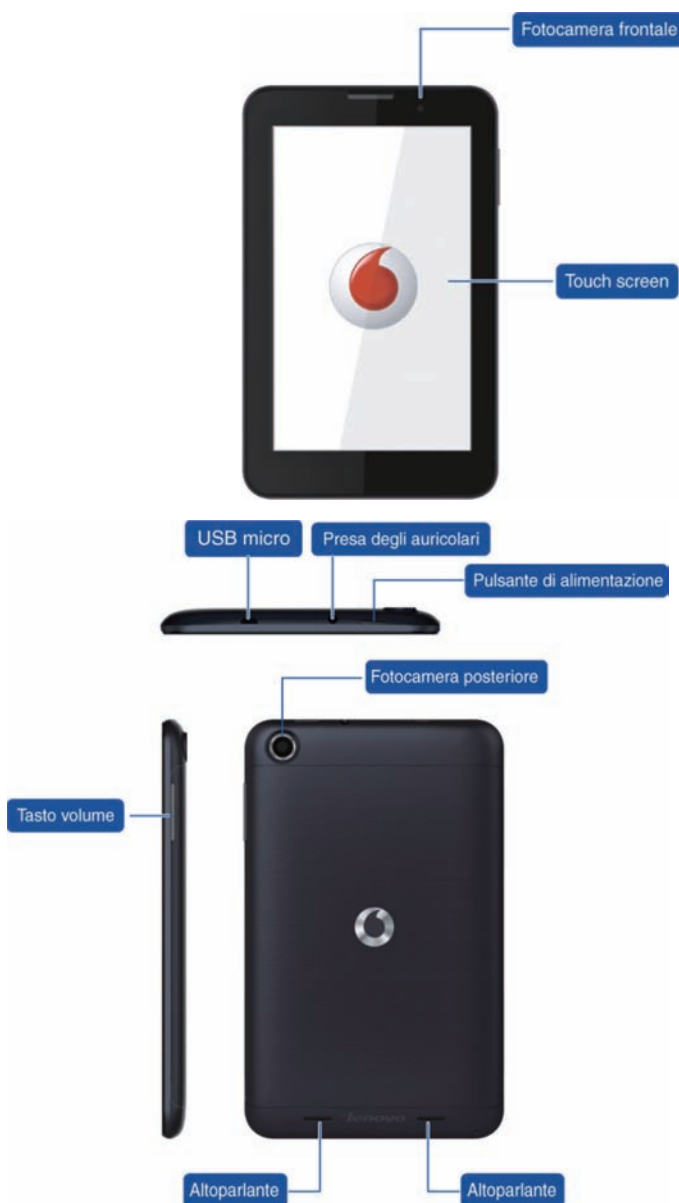 Fotocamera frontale
Touch screen
USB micro
Presa degli auricolari
Pulsante di alimentazione
Fotocamera posteriore
Tasto volume
lenovo
Altoparlante
Altoparlante